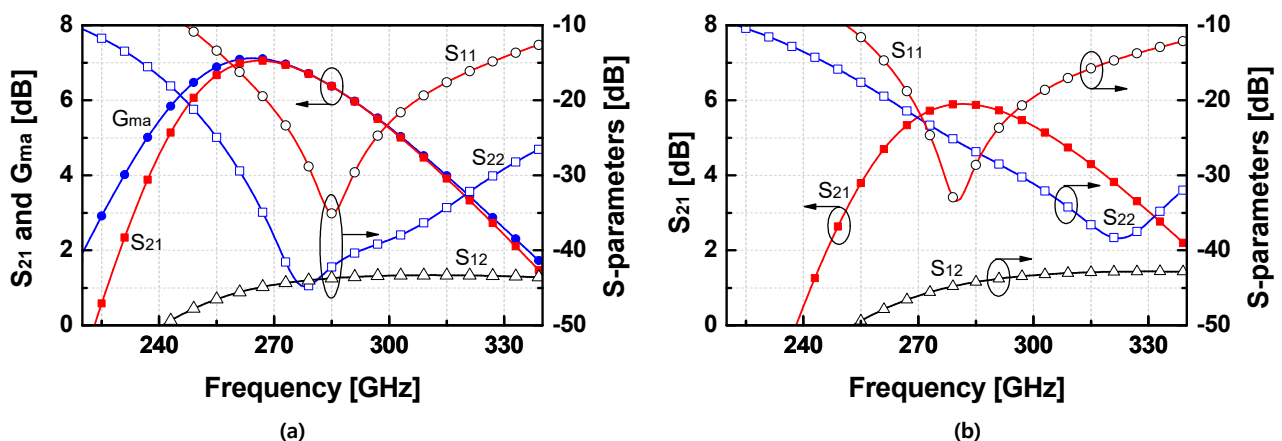 8
6
4
2
0
S21 and Gma [dB]
-10
-20
-30
-40
-50
S-parameters [dB]
S11
Gma
S22
S21
S12
240 270 300 330
Frequency [GHz]
(a)
8
6
4
2
0
S21 [dB]
-10
-20
-30
-40
-50
S-parameters [dB]
S11
S21
S22
S12
240 270 300 330
Frequency [GHz]
(b)